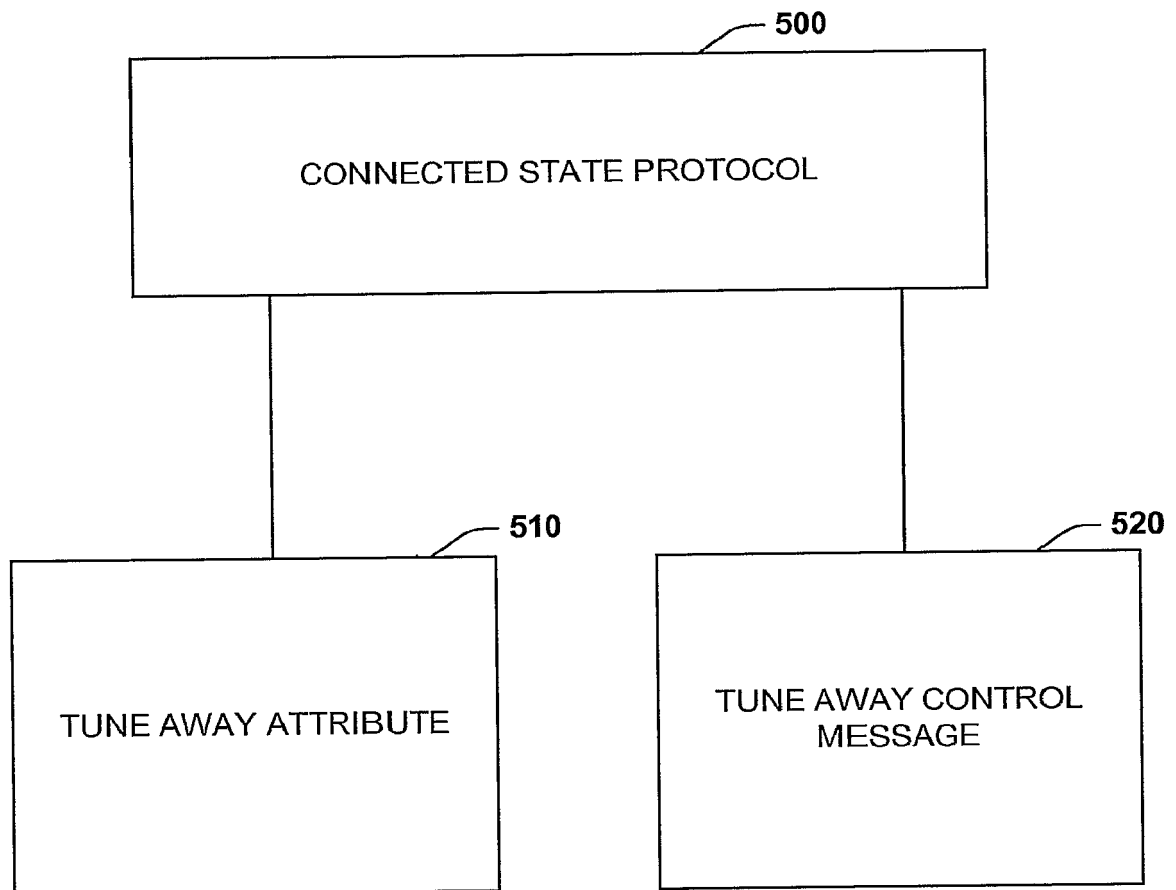 500
CONNECTED STATE PROTOCOL
510
520
TUNE AWAY ATTRIBUTE
TUNE AWAY CONTROL
MESSAGE